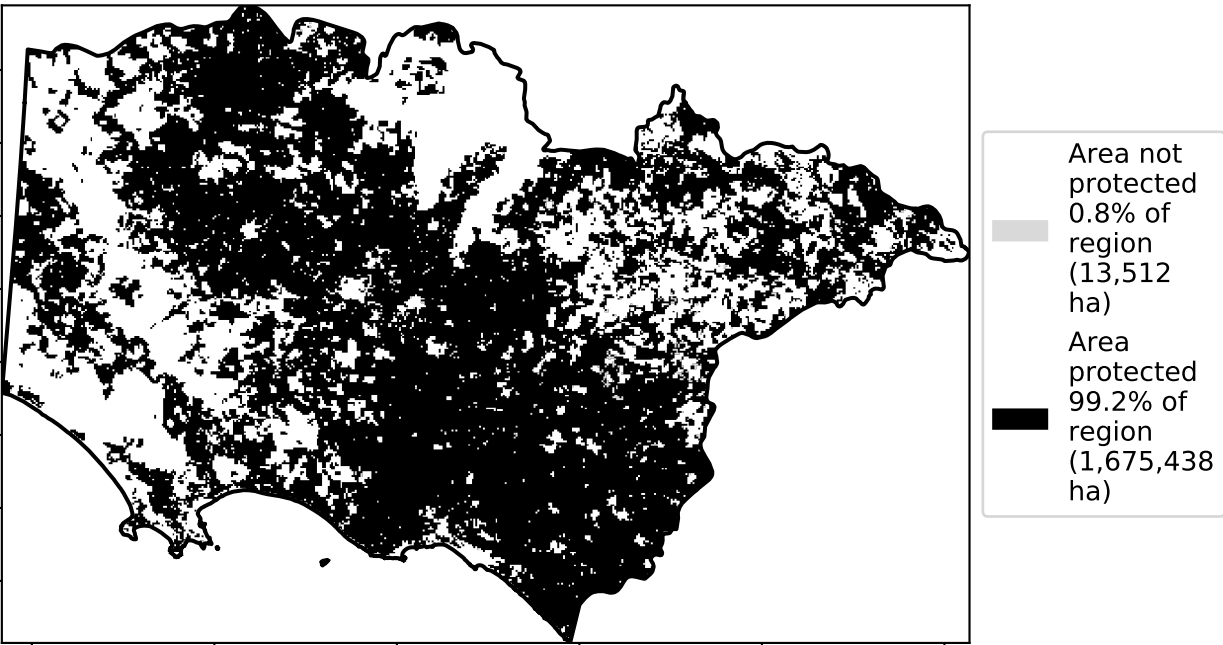 Area not
protected
0.8% of
region
(13,512
ha)
Area
protected
99.2% of
region
(1,675,438
ha)